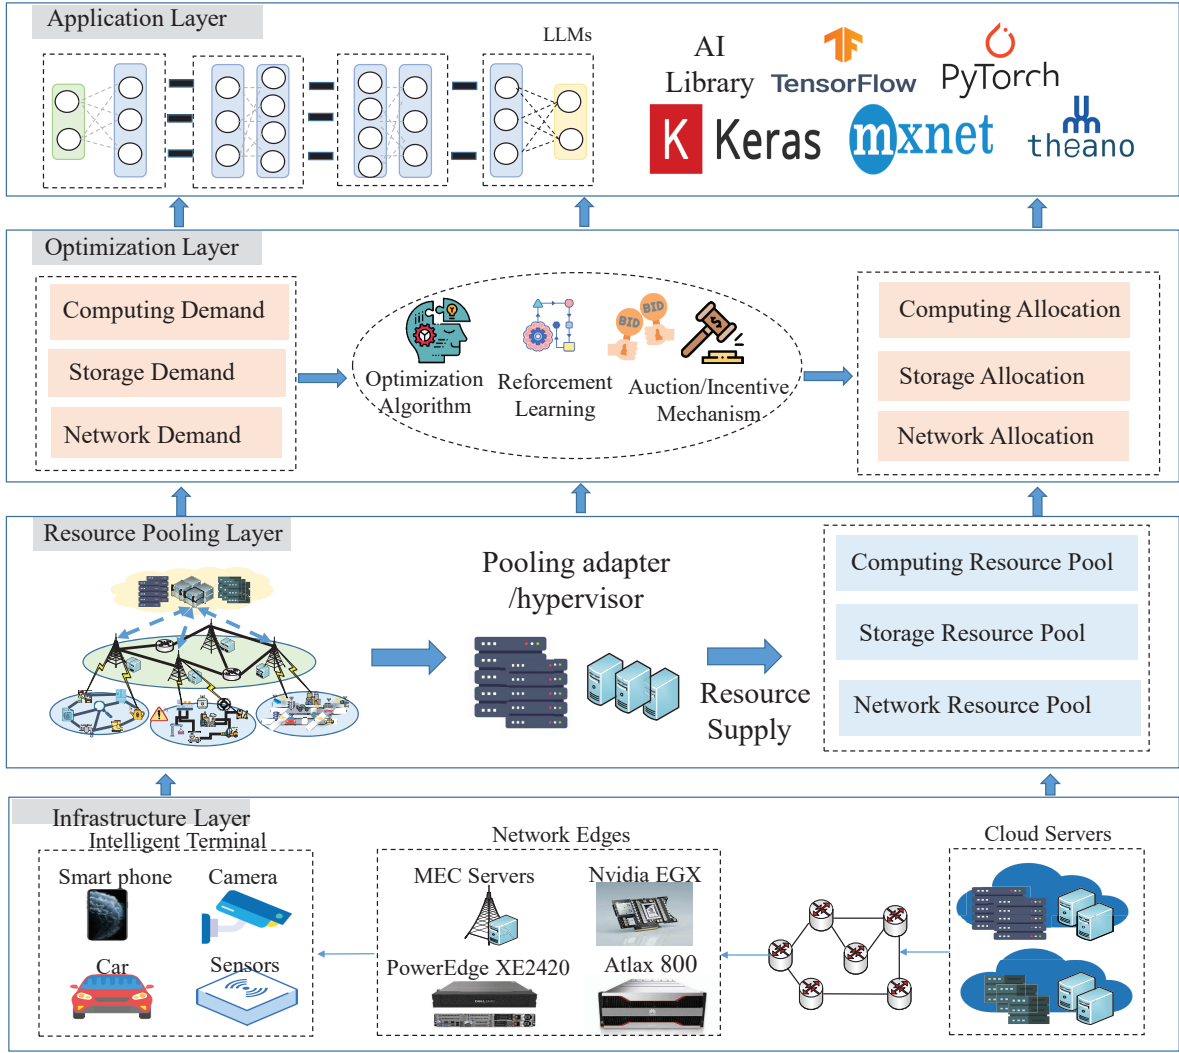 Application Layer
LLMs
AI
Library
TensorFlow
PyTorch
K Keras
mxnet
theano
Optimization Layer
Computing Demand
Storage Demand
Network Demand
Optimization
Algorithm
Reforcement
Learning
BID
BID
Auction/Incentive
Mechanism
Computing Allocation
Storage Allocation
Network Allocation
Resource Pooling Layer
Pooling adapter
/hypervisor
Resource
Supply
Computing Resource Pool
Storage Resource Pool
Network Resource Pool
Infrastructure Layer
Intelligent Terminal
Smart phone
Camera
Car
Sensors
Network Edges
MEC Servers
Nvidia EGX
PowerEdge XE2420
Atlax 800
Cloud Servers